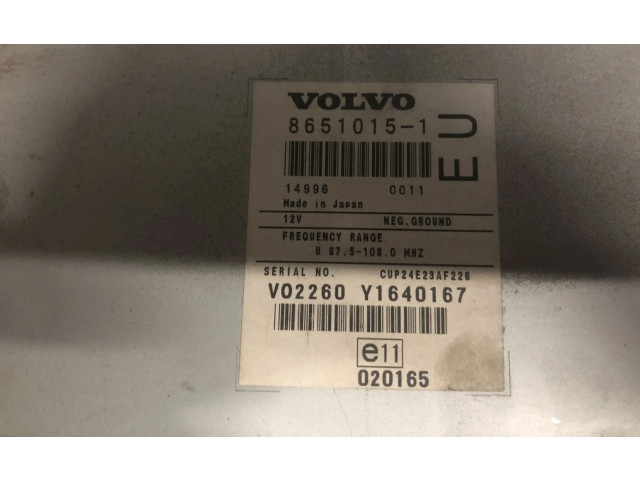 VOLVO
8651015-1
EU
14996 0011
Made in Japan
12V NEG.GROUND
FREQUENCY RANGE
U 87.5-108.0 MHZ
SERIAL NO. CUP24E23AF226
VO2260 Y1640167
e11
020165